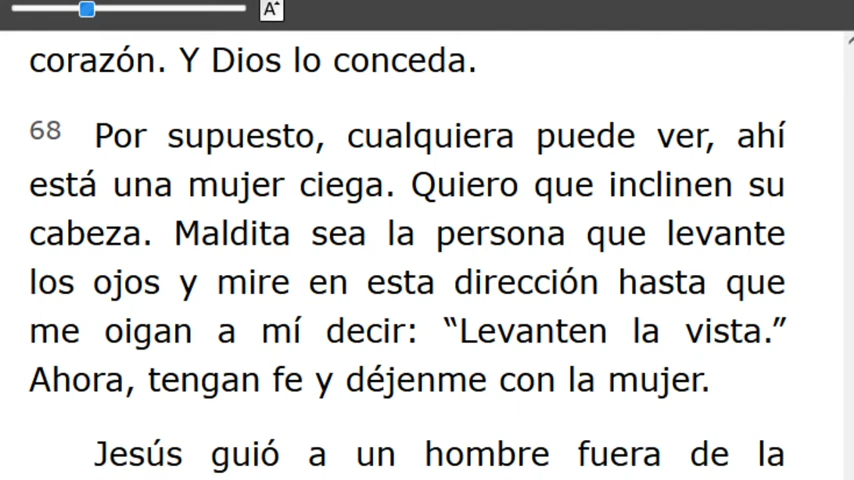 A
corazón. Y Dios lo conceda.
68 Por supuesto, cualquiera puede ver, ahí
está una mujer ciega. Quiero que inclinen su
cabeza. Maldita sea la persona que levante
los ojos y mire en esta dirección hasta que
me oigan a mí decir: “Levanten la vista.”
Ahora, tengan fe y déjenme con la mujer.
Jesús guió a un hombre fuera de la